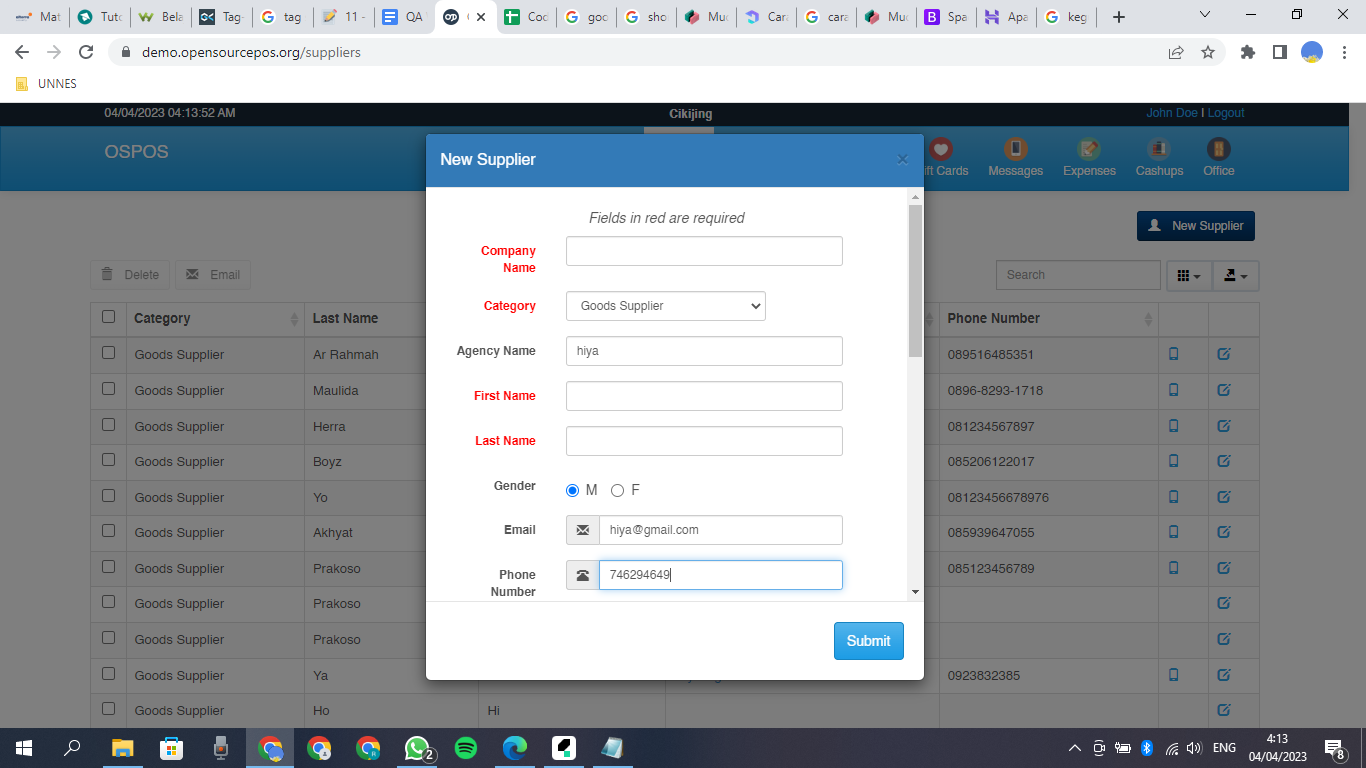 Mat
Tuto
Bela
Tag-
tag
11 -
QA
Cod
goo
sho
Muc
Cara
cara
Muc
Spa
Apa
keg
demo.opensourcepos.org/suppliers
UNNES
04/04/2023 04:13:52 AM
Cikijing
John Doe | Logout
OSPOS
ift Cards
Messages
Expenses
Cashups
Office
New Supplier
×
New Supplier
Delete
Email
Search
Category
Last Name
Phone Number
Goods Supplier
Ar Rahmah
089516485351
Goods Supplier
Maulida
0896-8293-1718
Goods Supplier
Herra
081234567897
Goods Supplier
Boyz
085206122017
Goods Supplier
Yo
08123456678976
Goods Supplier
Akhyat
085939647055
Goods Supplier
Prakoso
085123456789
Goods Supplier
Prakoso
Goods Supplier
Prakoso
Goods Supplier
Ya
0923832385
Goods Supplier
Ho
Hi
Fields in red are required
Company
Name
Category
Goods Supplier
Agency Name
hiya
First Name
Last Name
Gender
M
F
Email
hiya@gmail.com
Phone
Number
746294649
Submit
2
ENG
4:13
04/04/2023
8